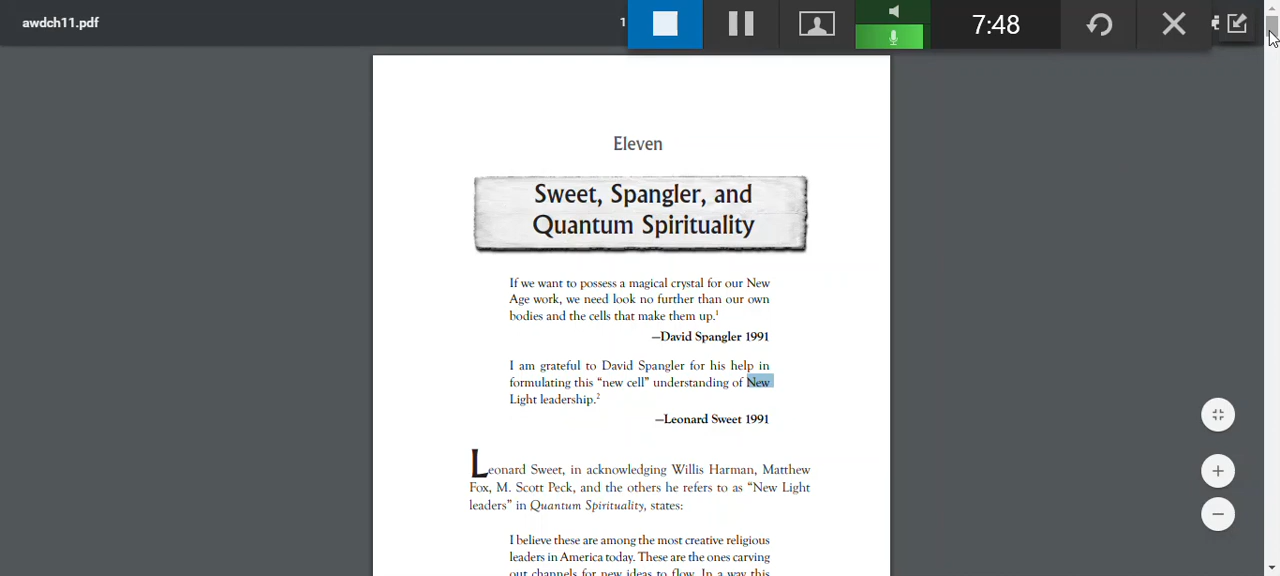 awdch11.pdf
1
7:48
Eleven
Sweet, Spangler, and
Quantum Spirituality
If we want to possess a magical crystal for our New
Age work, we need look no further than our own
bodies and the cells that make them up.1
—David Spangler 1991
I am grateful to David Spangler for his help in
formulating this “new cell” understanding of New
Light leadership.2
—Leonard Sweet 1991
Leonard Sweet, in acknowledging Willis Harman, Matthew
Fox, M. Scott Peck, and the others he refers to as “New Light
leaders” in Quantum Spirituality, states:
I believe these are among the most creative religious
leaders in America today. These are the ones carving
out channels for new ideas to flow. In a way this